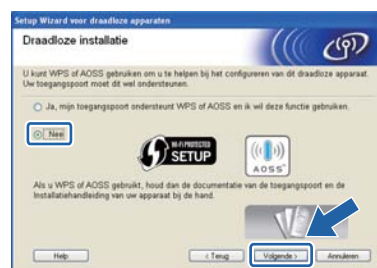 Setup Wizard voor draadloze apparaten
Draadloze installatie
U kunt WPS of AOSS gebruiken om u te helpen bij het configureren van dit draadloze apparaat.
Uw toegangspoort moet dit wel ondersteunen.
Ja, mijn toegangspoort ondersteunt WPS of AOSS en ik wil deze functie gebruiken.
Nee
WI-FI PROTECTED
SETUP
AOSS
Als u WPS of AOSS gebruikt, houd dan de documentatie van de toegangspoort en de
Installatiehandleiding van uw apparaat bij de hand.
Help
< Terug
Volgende >
Annuleren